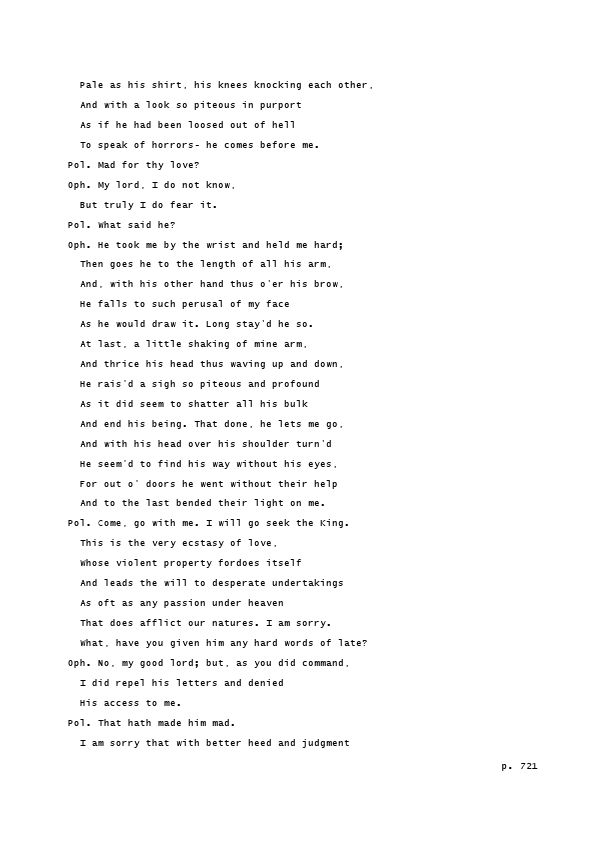 Pale as his shirt, his knees knocking each other,
And with a look so piteous in purport
As if he had been loosed out of hell
To speak of horrors- he comes before me.
Pol. Mad for thy love?
Oph. My lord, I do not know,
But truly I do fear it.
Pol. What said he?
Oph. He took me by the wrist and held me hard;
Then goes he to the length of all his arm,
And, with his other hand thus o'er his brow,
He falls to such perusal of my face
As he would draw it. Long stay'd he so.
At last, a little shaking of mine arm,
And thrice his head thus waving up and down,
He rais'd a sigh so piteous and profound
As it did seem to shatter all his bulk
And end his being. That done, he lets me go,
And with his head over his shoulder turn'd
He seem'd to find his way without his eyes,
For out o' doors he went without their help
And to the last bended their light on me.
Pol. Come, go with me. I will go seek the King.
This is the very ecstasy of love,
Whose violent property fordoes itself
And leads the will to desperate undertakings
As oft as any passion under heaven
That does afflict our natures. I am sorry.
What, have you given him any hard words of late?
Oph. No, my good lord; but, as you did command,
I did repel his letters and denied
His access to me.
Pol. That hath made him mad.
I am sorry that with better heed and judgment
p. 721